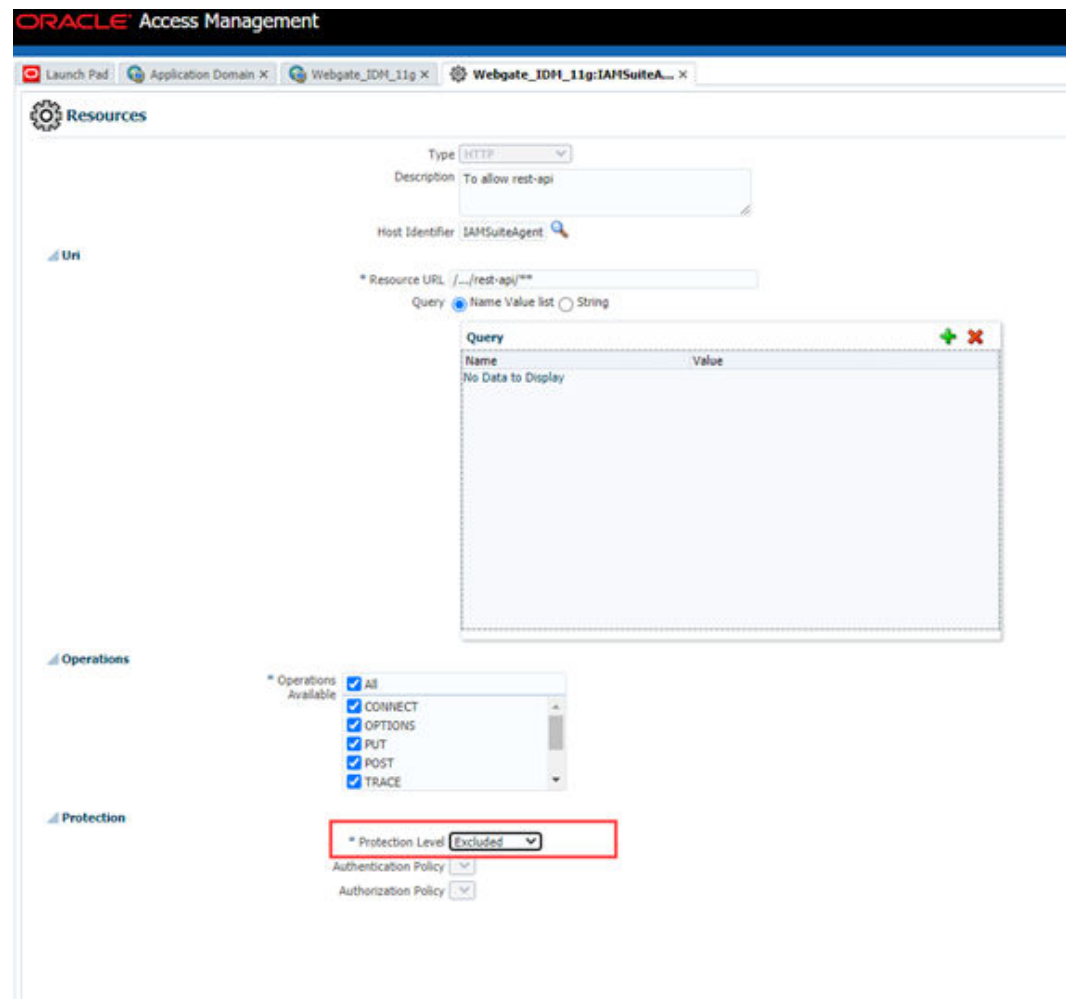 ORACLE Access Management
Launch Pad Application Domain × Webgate_IDM_11g × Webgate_IDM_11g:IAMSuiteA... ×
Resources
Type HTTP
Description To allow rest-api
Host Identifier IAMSuiteAgent
Uri
* Resource URL /.../rest-api/**
Query Name Value list String
Query
Name Value
No Data to Display
Operations
* Operations Available All
CONNECT
OPTIONS
PUT
POST
TRACE
Protection
* Protection Level Excluded
Authentication Policy
Authorization Policy